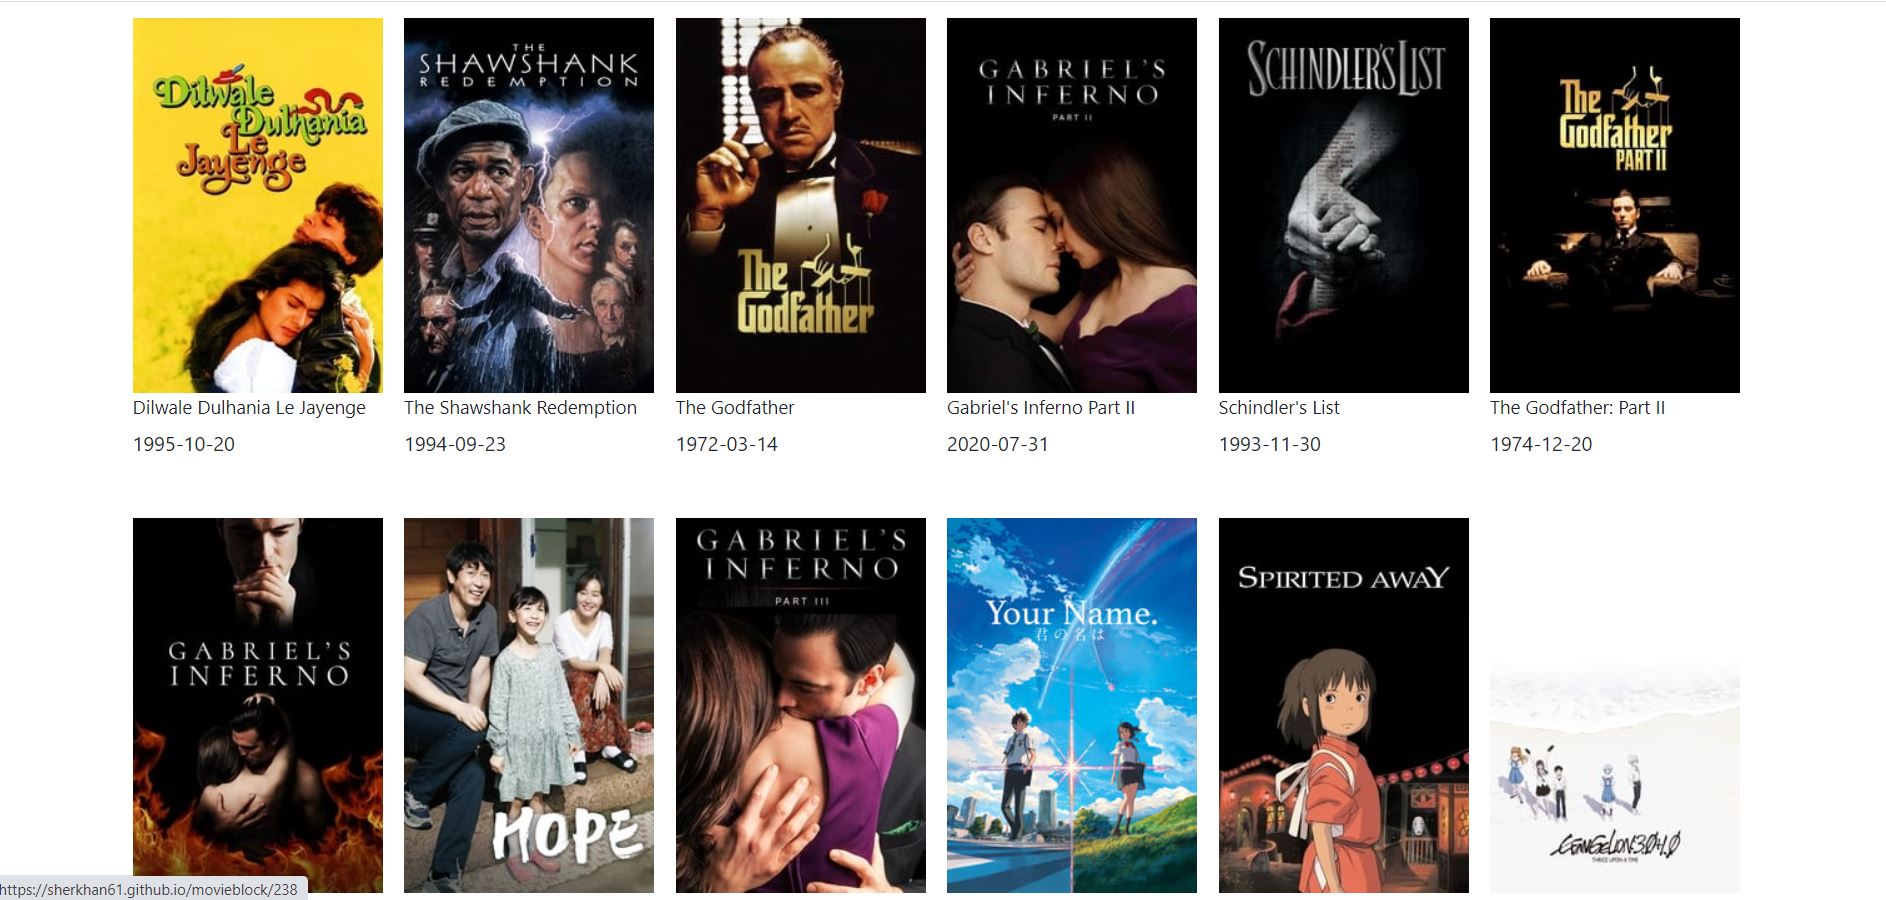 Dilwale
Dulhania
Le
Jayenge
THE
SHAWSHANK
REDEMPTION
The
Godfather
GABRIEL'S
INFERNO
PART II
SCHINDLER'S LIST
The
Godfather
PART II
Dilwale Dulhania Le Jayenge
The Shawshank Redemption
The Godfather
Gabriel's Inferno Part II
Schindler's List
The Godfather: Part II
1995-10-20
1994-09-23
1972-03-14
2020-07-31
1993-11-30
1974-12-20
GABRIEL'S
INFERNO
HOPE
GABRIEL'S
INFERNO
PART III
Your Name.
君の名は
SPIRITED AWAY
EVANGELION:3.0+1.0
THRICE UPON A TIME
https://sherkhan61.github.io/movieblock/238